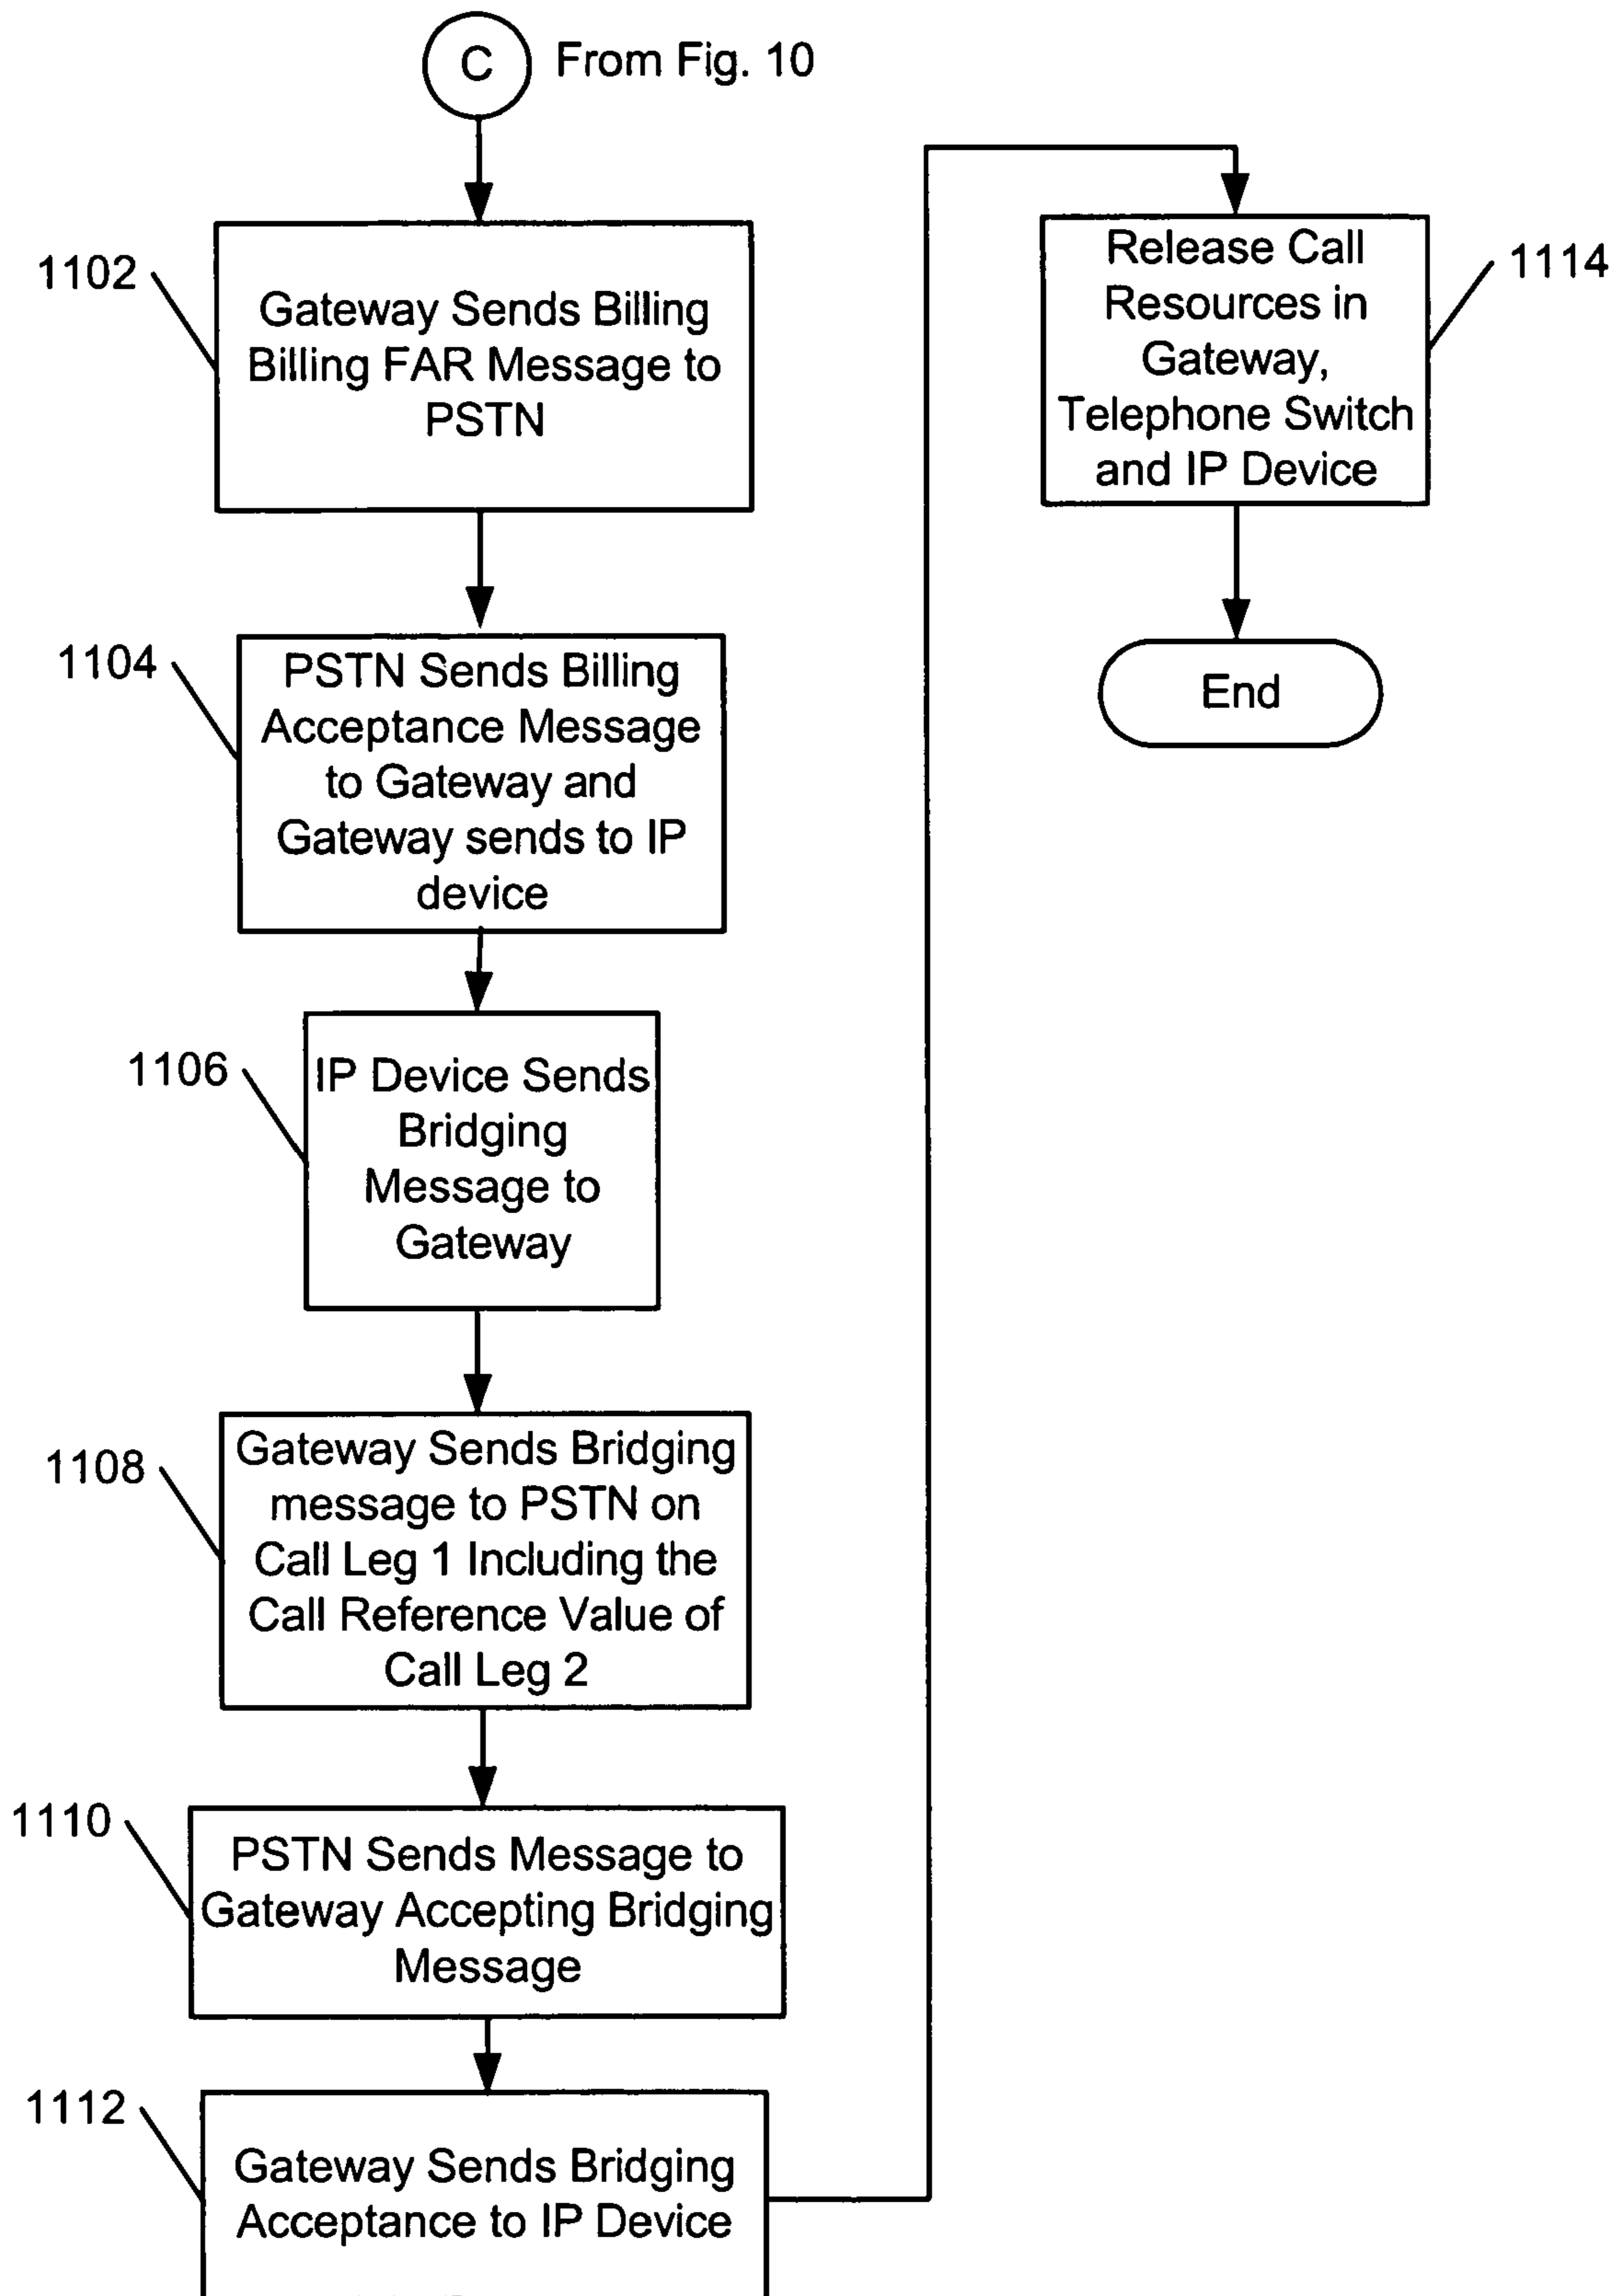 C
From Fig. 10
1102
Gateway Sends Billing
Billing FAR Message to
PSTN
1104
PSTN Sends Billing
Acceptance Message
to Gateway and
Gateway sends to IP
device
1106
IP Device Sends
Bridging
Message to
Gateway
1108
Gateway Sends Bridging
message to PSTN on
Call Leg 1 Including the
Call Reference Value of
Call Leg 2
1110
PSTN Sends Message to
Gateway Accepting Bridging
Message
1112
Gateway Sends Bridging
Acceptance to IP Device
Release Call
Resources in
Gateway,
Telephone Switch
and IP Device
1114
End